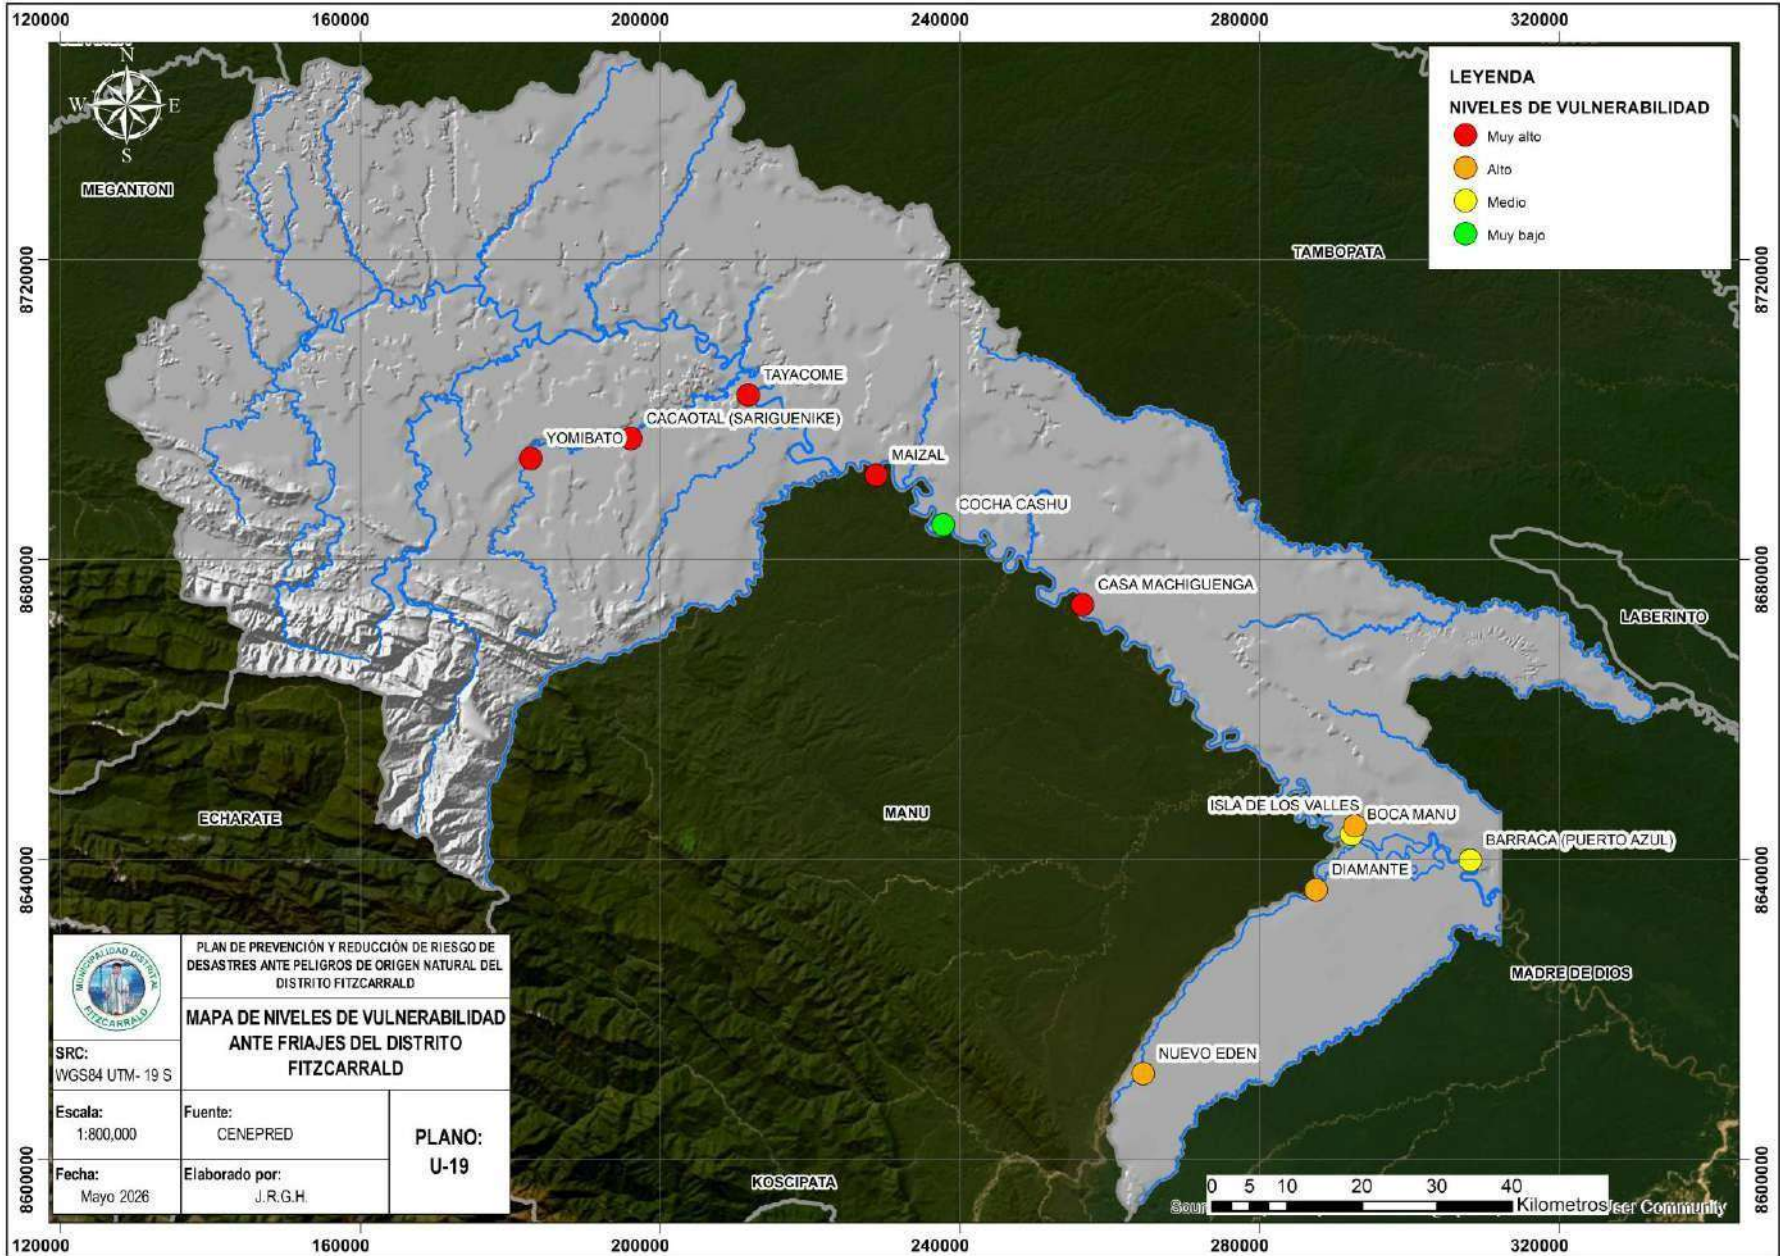 120000 160000 200000 240000 280000 320000
N
W E
S
LEYENDA
NIVELES DE VULNERABILIDAD
Muy alto
Alto
Medio
Muy bajo
MEGANTONI
TAMBOPATA
8720000 8720000
TAYACOME
CACAOTAL (SARIGUENIKE)
YOMIBATO
MAIZAL
COCHA CASHU
8680000 8680000
CASA MACHIGUENGA
LABERINTO
ISLA DE LOS VALLES
BOCA MANU
ECHARATE
MANU
BARRACA (PUERTO AZUL)
8640000 8640000
DIAMANTE
MADRE DE DIOS
NUEVO EDEN
KOSCIPATA
8600000 8600000
MUNICIPALIDAD DISTRITAL
FITZCARRALD
PLAN DE PREVENCIÓN Y REDUCCIÓN DE RIESGO DE
DESASTRES ANTE PELIGROS DE ORIGEN NATURAL DEL
DISTRITO FITZCARRALD
MAPA DE NIVELES DE VULNERABILIDAD
ANTE FRIAJES DEL DISTRITO
FITZCARRALD
SRC:
WGS84 UTM- 19 S
Escala:
1:800,000
Fuente:
CENEPRED
PLANO:
U-19
Fecha:
Mayo 2026
Elaborado por:
J.R.G.H.
0 5 10 20 30 40
Kilometros
User Community
120000 160000 200000 240000 280000 320000